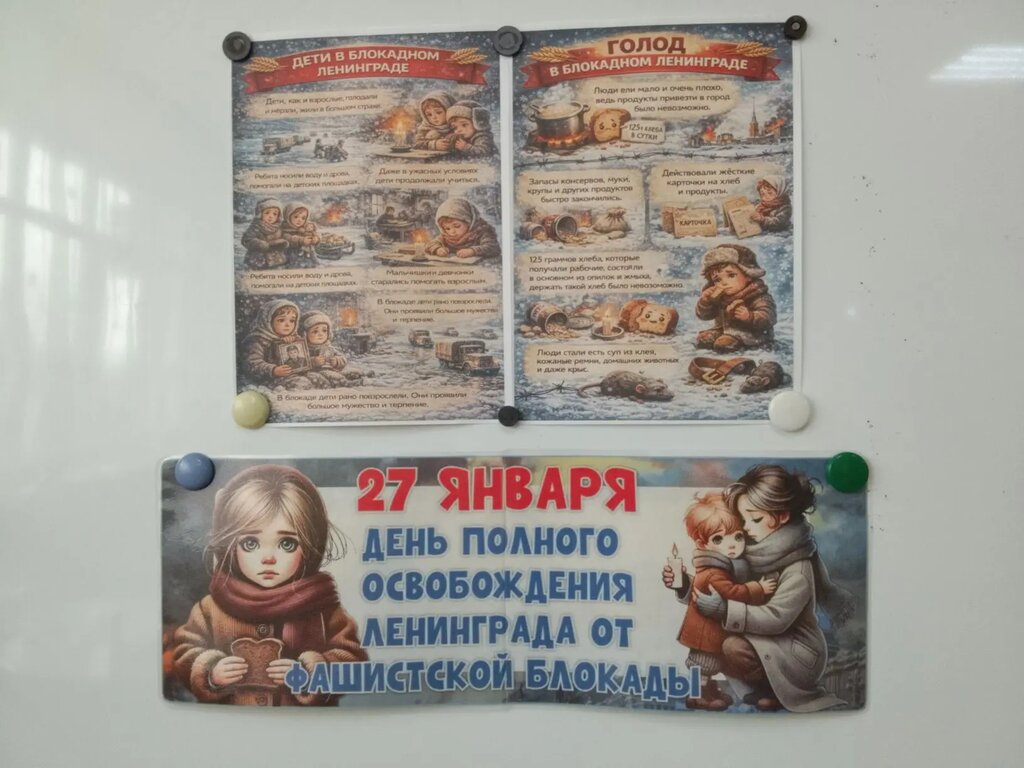 ДЕТИ В БЛОКАДНОМ
ЛЕНИНГРАДЕ
Дети, как и взрослые, голодали
и мёрзли, жили в большом страхе.
Ребята носили воду и дрова,
помогали на детских площадках.
Даже в ужасных условиях
дети продолжали учиться.
Ребята носили воду и дрова,
помогали на детских площадках.
Мальчишки и девчонки
старались помогать взрослым.
В блокаде дети рано повзрослели.
Они проявили большое мужество
и терпение.
В блокаде дети рано повзрослели. Они проявили
большое мужество и терпение.
ГОЛОД
В БЛОКАДНОМ ЛЕНИНГРАДЕ
Люди ели мало и очень плохо,
ведь продукты привезти в город
было невозможно.
125 г ХЛЕБА
В СУТКИ
Запасы консервов, муки,
крупы и других продуктов
быстро закончились.
Действовали жёсткие
карточки на хлеб
и продукты.
КАРТОЧКА
125 граммов хлеба, которые
получали рабочие, состояли
в основном из опилок и жмыха,
держать такой хлеб было невозможно.
Люди стали есть суп из клея,
кожаные ремни, домашних животных
и даже крыс.
27 ЯНВАРЯ
ДЕНЬ ПОЛНОГО
ОСВОБОЖДЕНИЯ
ЛЕНИНГРАДА ОТ
ФАШИСТСКОЙ БЛОКАДЫ